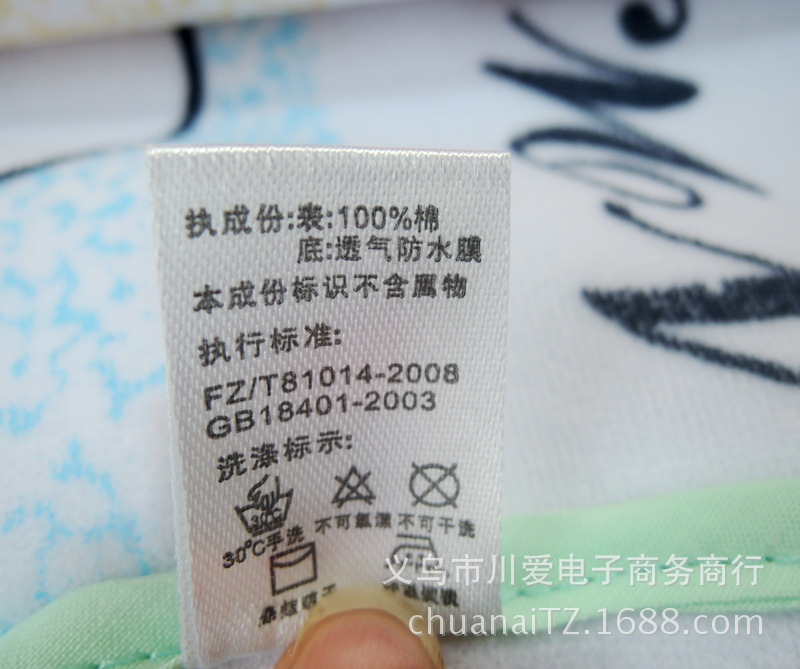 执成份:表:100%棉
底:透气防水膜
本成份标识不含属物
执行标准:
FZ/T81014-2008
GB18401-2003
洗涤标示:
30℃
30℃手洗 不可氯漂 不可干洗
义乌市川爱电子商务商行
chuanaiTZ.1688.com